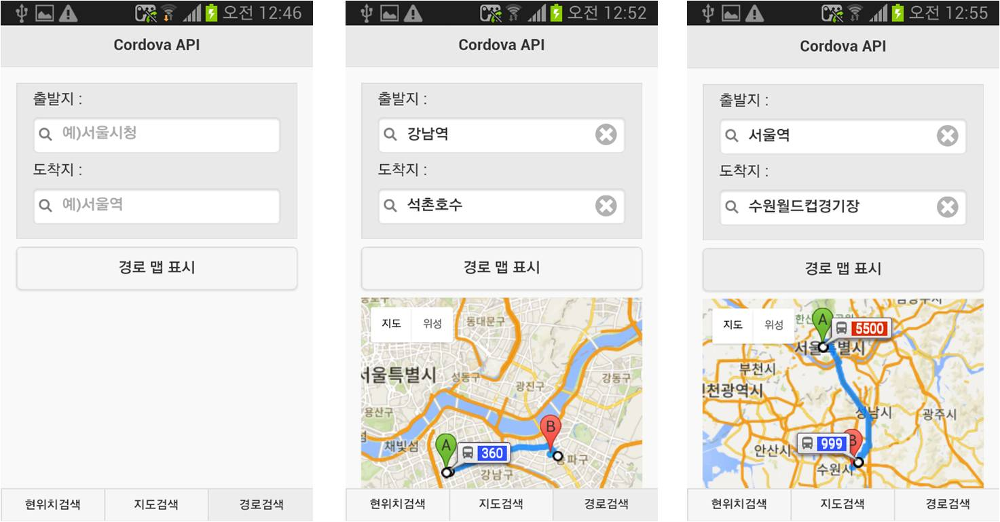 오전 12:46
Cordova API
출발지 :
예)서울시청
도착지 :
예)서울역
경로 맵 표시
현위치검색
지도검색
경로검색
오전 12:52
Cordova API
출발지 :
강남역
도착지 :
석촌호수
경로 맵 표시
지도
위성
동대문구
서울특별시
성동구
광진구
강동구
용산구
채빛섬
A
360
B
송파구
강남구
현위치검색
지도검색
경로검색
오전 12:55
Cordova API
출발지 :
서울역
도착지 :
수원월드컵경기장
경로 맵 표시
지도
위성
A
5500
서울특별시
부천시
천광역시
성남시
광주시
999
B
안산시
수원시
현위치검색
지도검색
경로검색